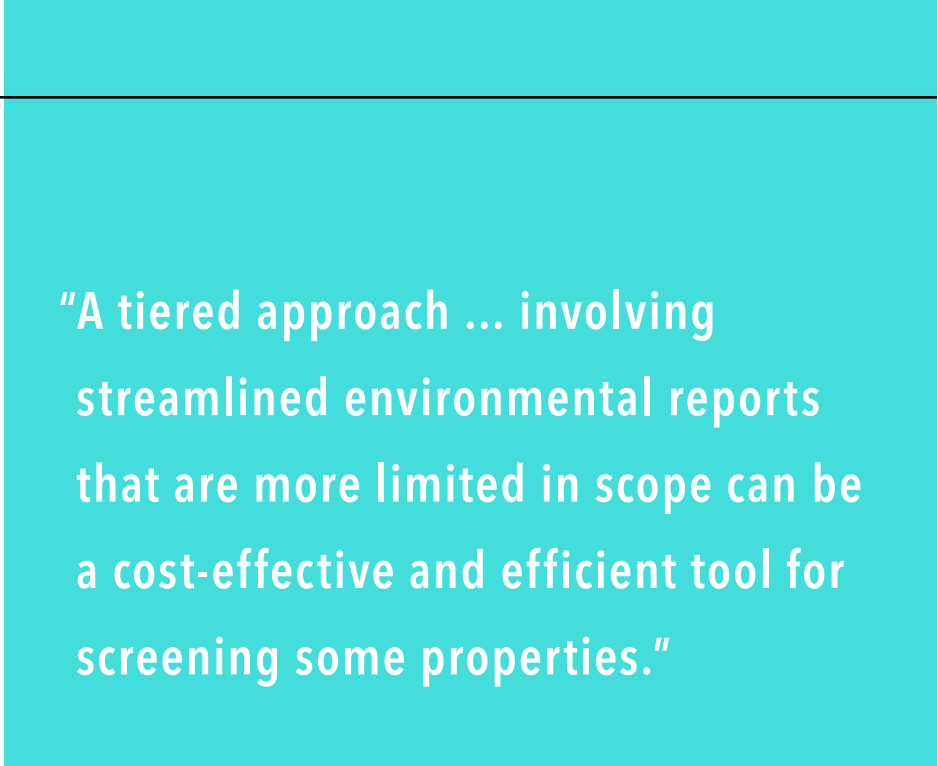 "A tiered approach ... involving
streamlined environmental reports
that are more limited in scope can be
a cost-effective and efficient tool for
screening some properties."